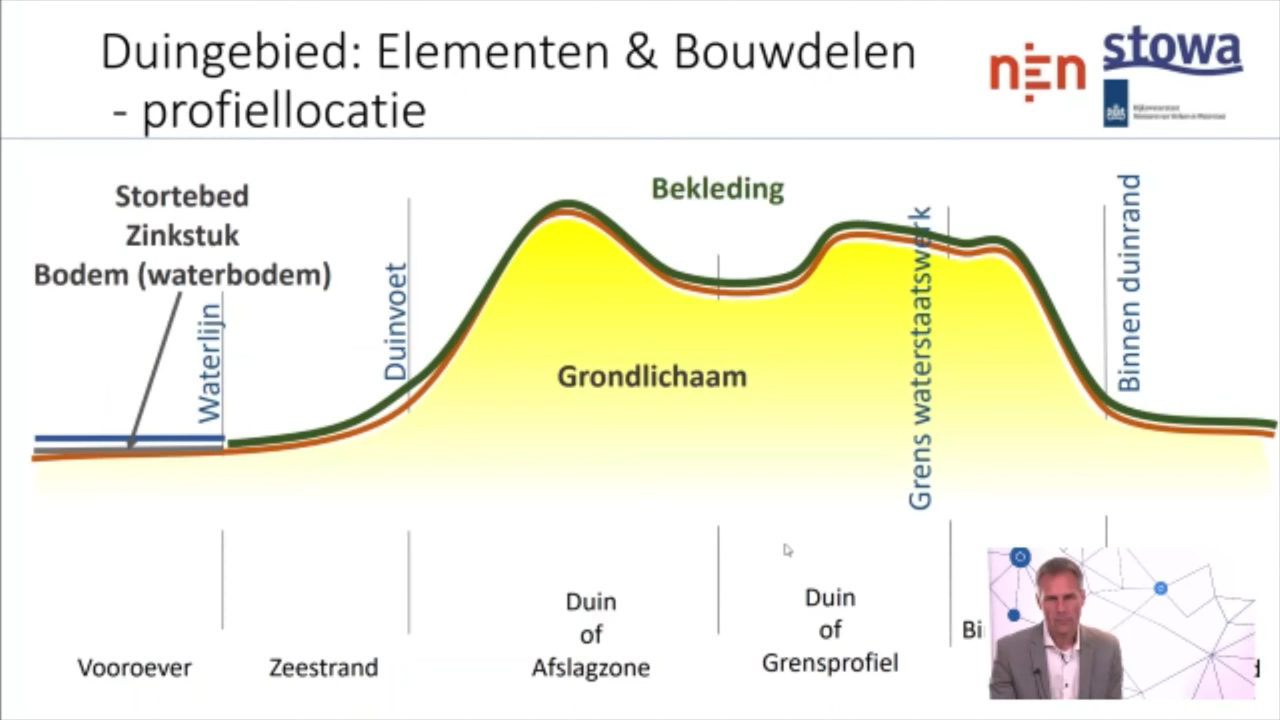 Duingebied: Elementen & Bouwdelen
- profiellocatie
nen
stowa
Stortebed
Zinkstuk
Bodem (waterbodem)
Bekleding
Waterlijn
Duinvoet
Grondlichaam
Grens waterstaatswerk
Binnen duinrand
Vooroever
Zeestrand
Duin
of
Afslagzone
Duin
of
Grensprofiel